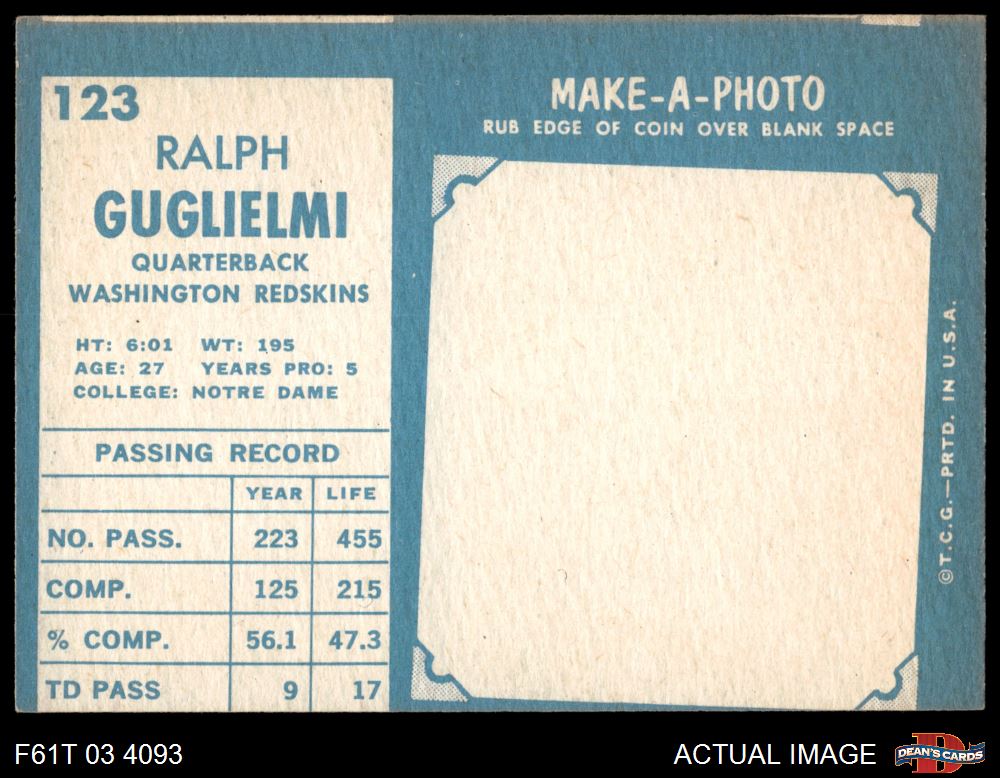 123
RALPH
GUGLIELMI
QUARTERBACK
WASHINGTON REDSKINS
HT: 6:01 WT: 195
AGE: 27 YEARS PRO: 5
COLLEGE: NOTRE DAME
PASSING RECORD
YEAR LIFE
NO. PASS. 223 455
COMP. 125 215
% COMP. 56.1 47.3
TD PASS 9 17
MAKE-A-PHOTO
RUB EDGE OF COIN OVER BLANK SPACE
©T.C.G.—PRTD. IN U.S.A.
F61T 03 4093
ACTUAL IMAGE
D
DEAN'S CARDS